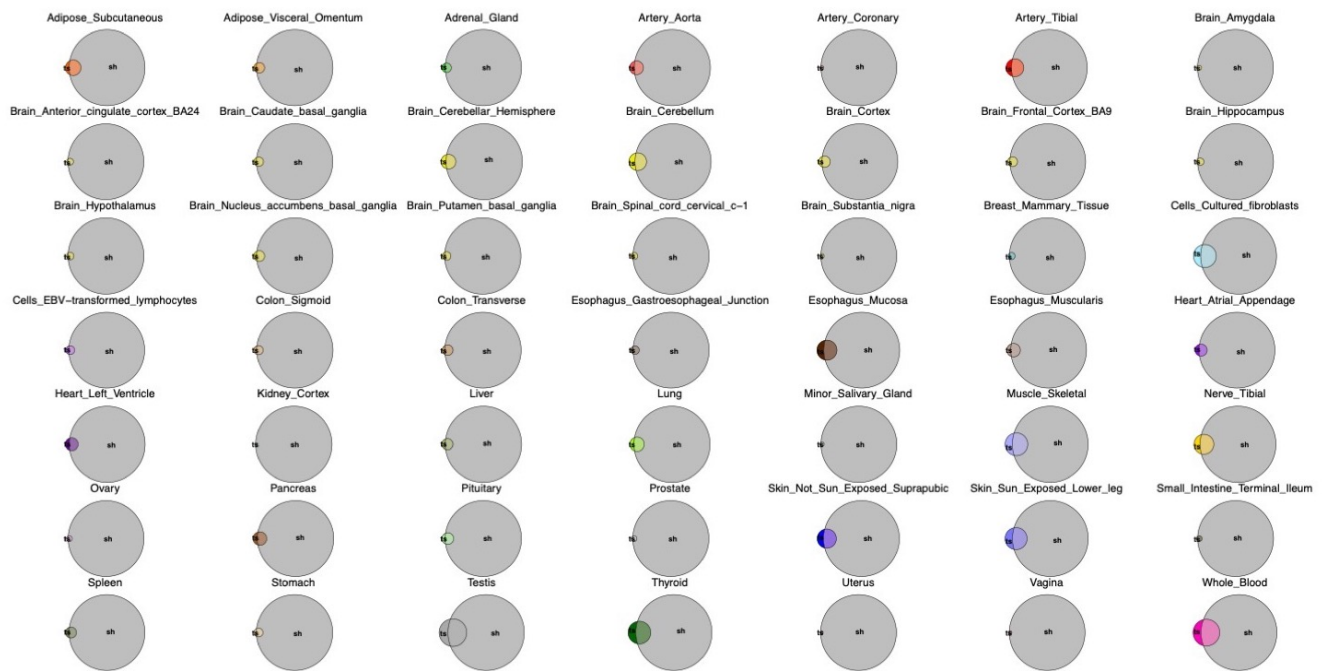 Adipose_Subcutaneous Adipose_Visceral_Omentum Adrenal_Gland Artery_Aorta Artery_Coronary Artery_Tibial Brain_Amygdala
ts sh ts sh ts sh ts sh ts sh ts sh ts sh
Brain_Anterior_cingulate_cortex_BA24 Brain_Caudate_basal_ganglia Brain_Cerebellar_Hemisphere Brain_Cerebellum Brain_Cortex Brain_Frontal_Cortex_BA9 Brain_Hippocampus
ts sh ts sh ts sh ts sh ts sh ts sh ts sh
Brain_Hypothalamus Brain_Nucleus_accumbens_basal_ganglia Brain_Putamen_basal_ganglia Brain_Spinal_cord_cervical_c−1 Brain_Substantia_nigra Breast_Mammary_Tissue Cells_Cultured_fibroblasts
ts sh ts sh ts sh ts sh ts sh ts sh ts sh
Cells_EBV−transformed_lymphocytes Colon_Sigmoid Colon_Transverse Esophagus_Gastroesophageal_Junction Esophagus_Mucosa Esophagus_Muscularis Heart_Atrial_Appendage
ts sh ts sh ts sh ts sh ts sh ts sh ts sh
Heart_Left_Ventricle Kidney_Cortex Liver Lung Minor_Salivary_Gland Muscle_Skeletal Nerve_Tibial
ts sh ts sh ts sh ts sh ts sh ts sh ts sh
Ovary Pancreas Pituitary Prostate Skin_Not_Sun_Exposed_Suprapubic Skin_Sun_Exposed_Lower_leg Small_Intestine_Terminal_Ileum
ts sh ts sh ts sh ts sh ts sh ts sh ts sh
Spleen Stomach Testis Thyroid Uterus Vagina Whole_Blood
ts sh ts sh ts sh ts sh ts sh ts sh ts sh